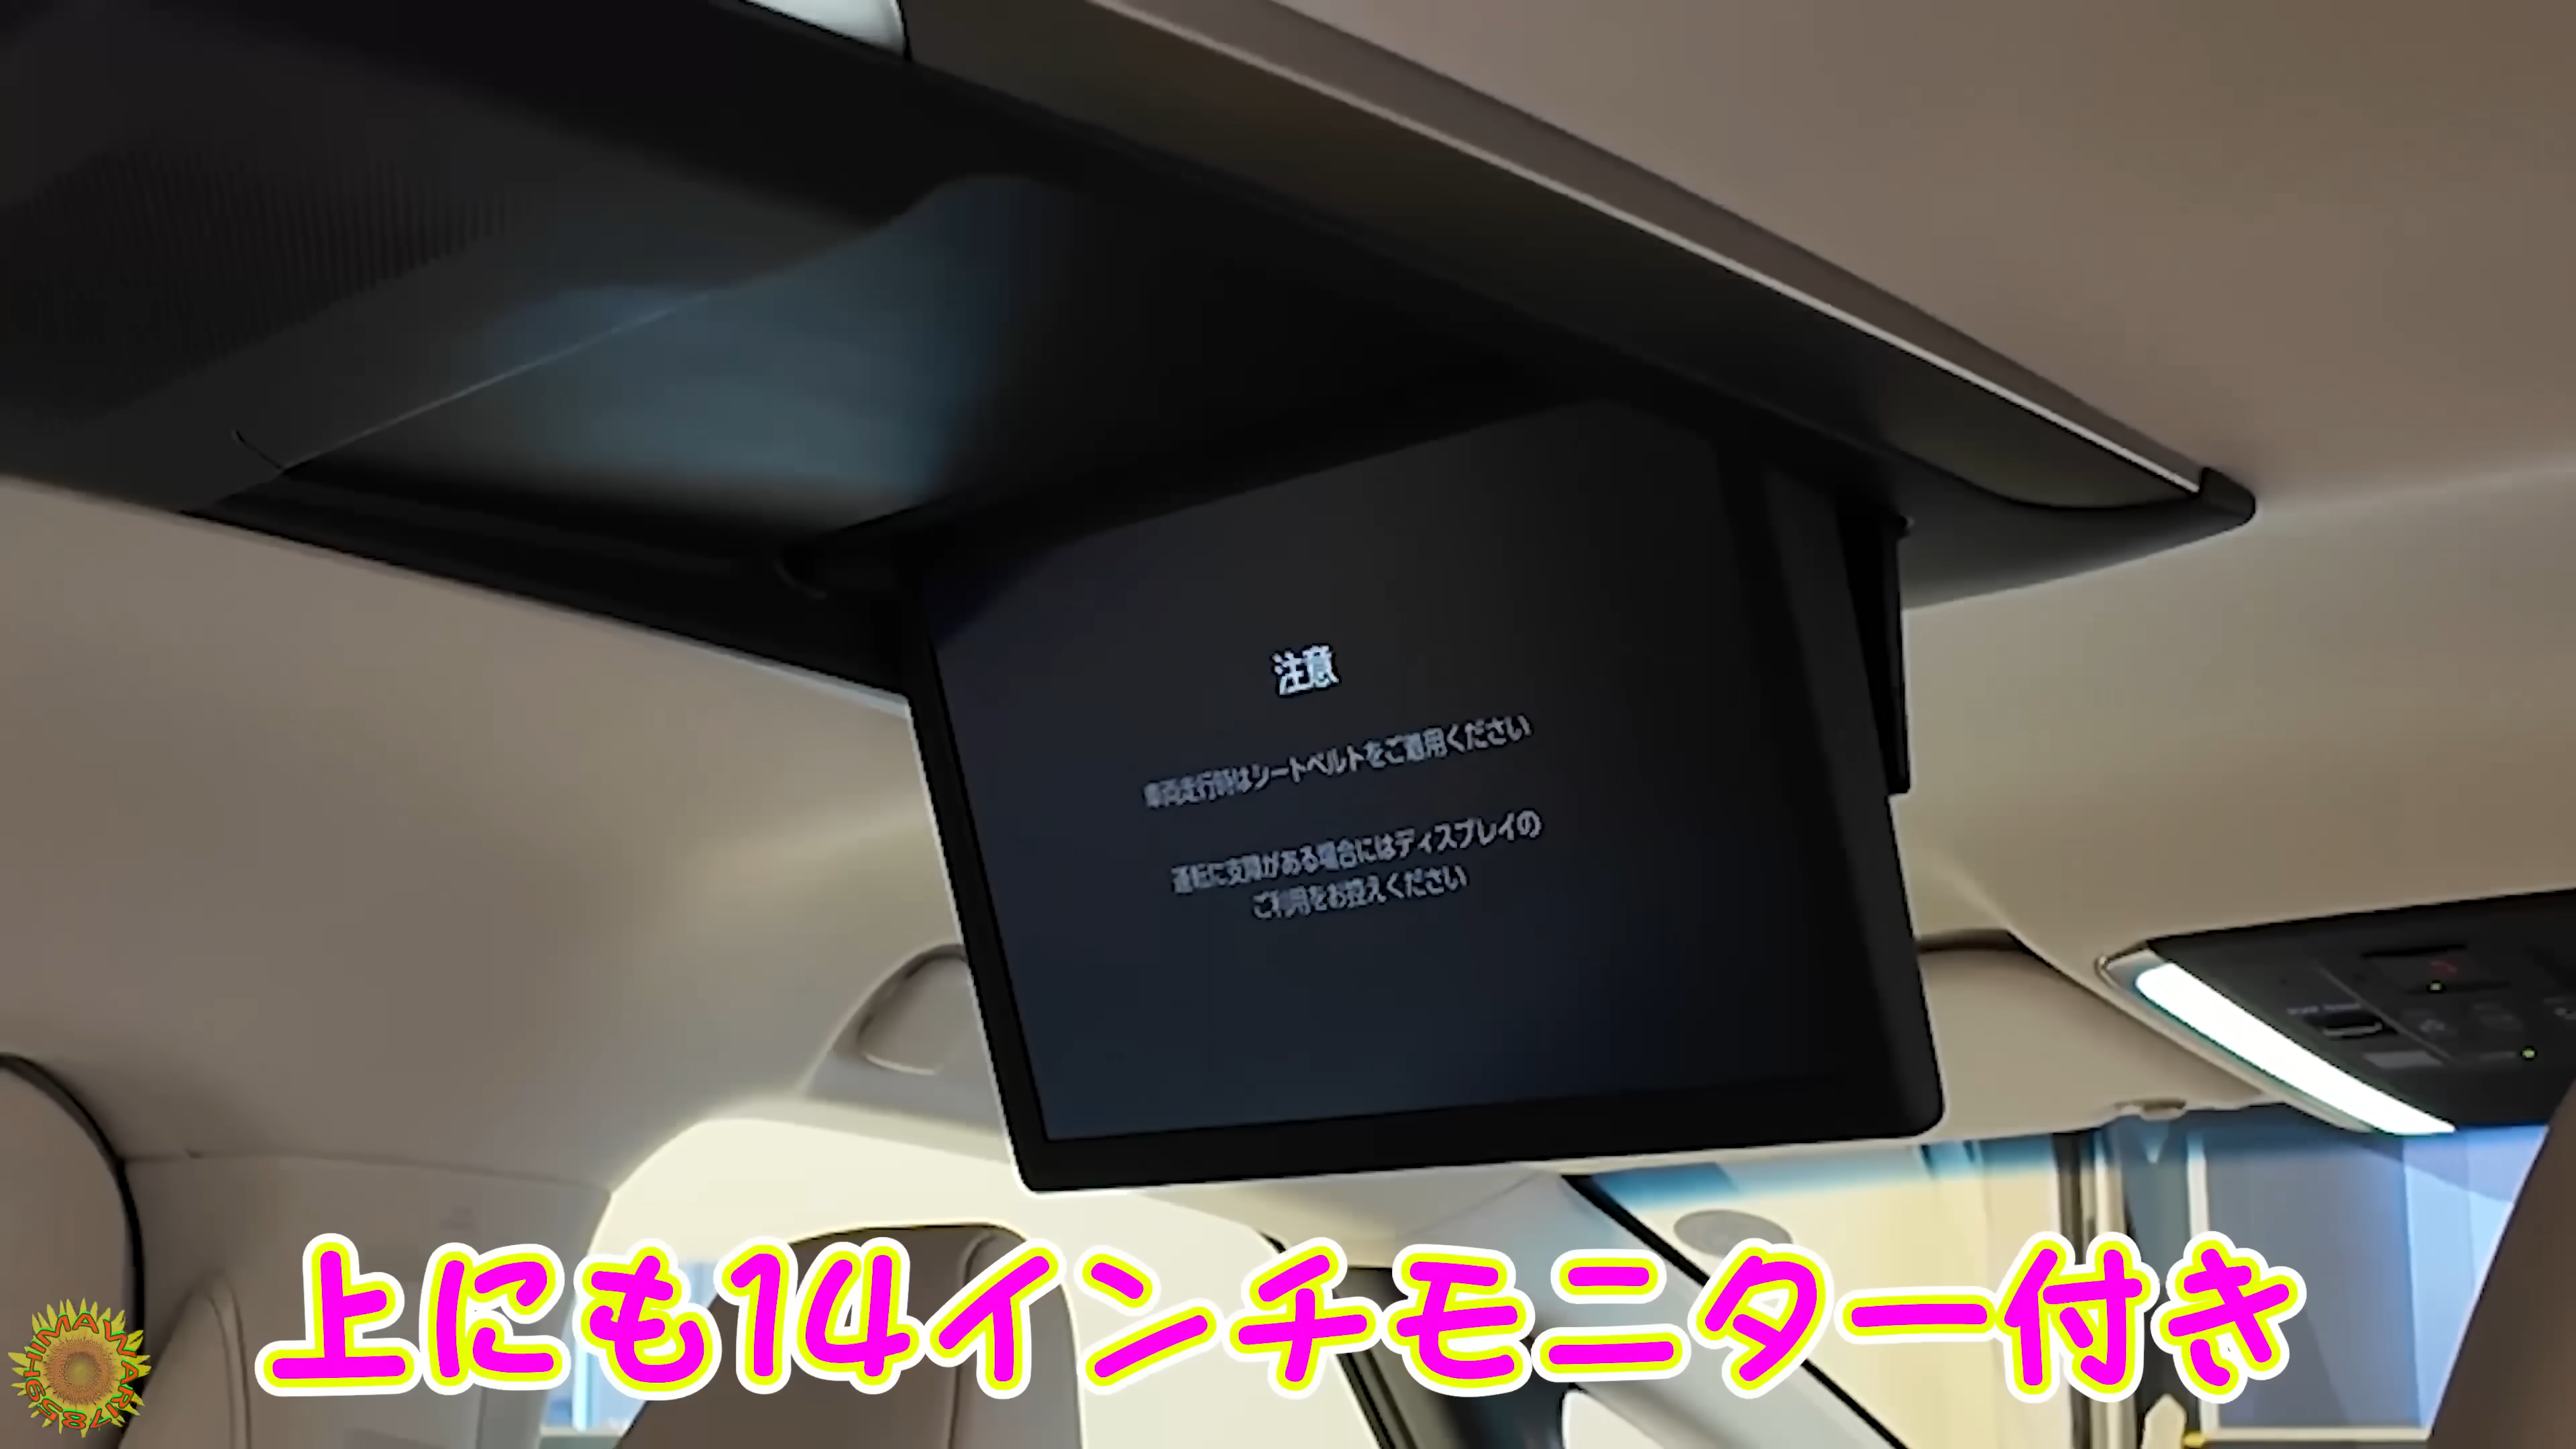 注意
車両走行時はシートベルトをご着用ください
運転に支障がある場合にはディスプレイの
ご利用をお控えください
上にも14インチモニター付き
HIMAWARI785